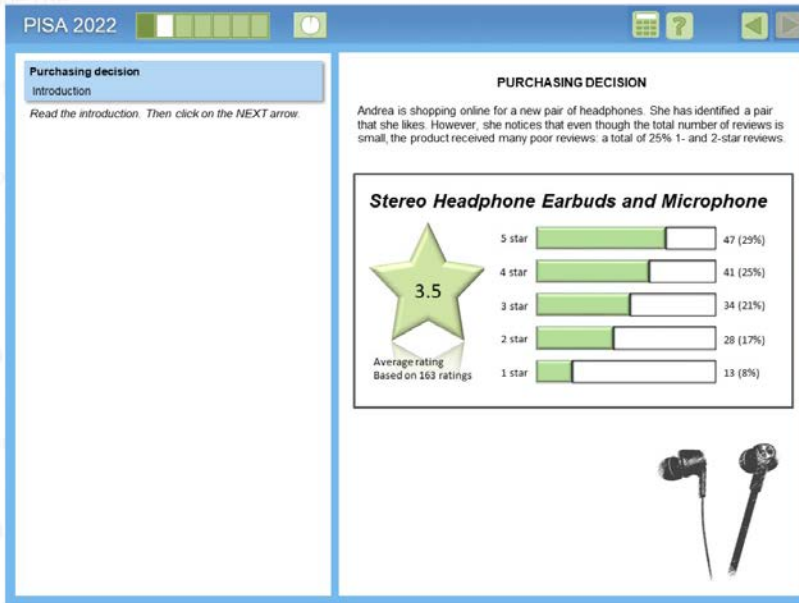 PISA 2022
?
Purchasing decision
Introduction
Read the introduction. Then click on the NEXT arrow.
PURCHASING DECISION
Andrea is shopping online for a new pair of headphones. She has identified a pair
that she likes. However, she notices that even though the total number of reviews is
small, the product received many poor reviews: a total of 25% 1- and 2-star reviews.
Stereo Headphone Earbuds and Microphone
3.5
Average rating
Based on 163 ratings
5 star 47 (29%)
4 star 41 (25%)
3 star 34 (21%)
2 star 28 (17%)
1 star 13 (8%)